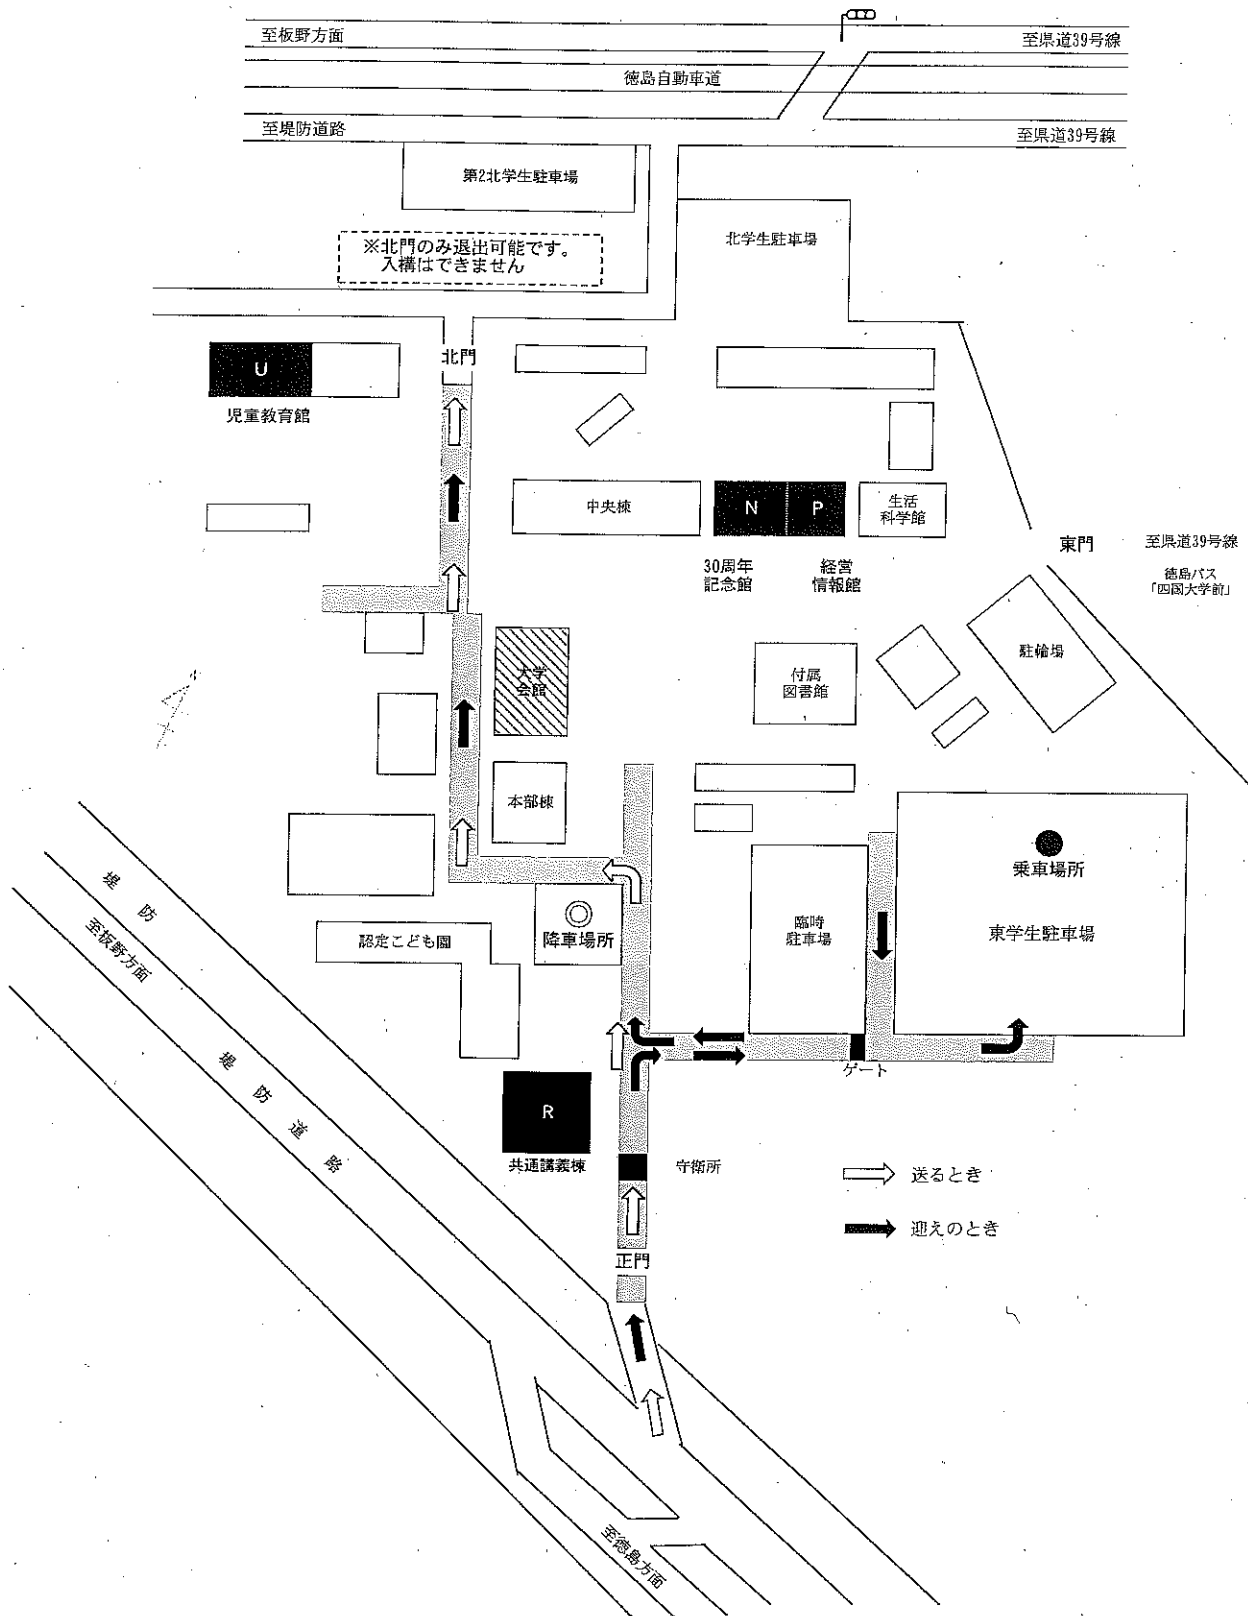 至板野方面
至県道39号線
徳島自動車道
至堤防道路
至県道39号線
第2北学生駐車場
北学生駐車場
※北門のみ退出可能です。
入構はできません
北門
U
児童教育館
中央棟
N
P
生活
科学館
30周年
記念館
経営
情報館
東門
至県道39号線
徳島バス
「四国大学前」
駐輪場
大学
会館
付属
図書館
本部棟
乗車場所
東学生駐車場
臨時
駐車場
降車場所
認定こども園
堤防
至板野方面
堤防道路
ゲート
R
共通講義棟
守衛所
送るとき
迎えのとき
正門
至徳島方面